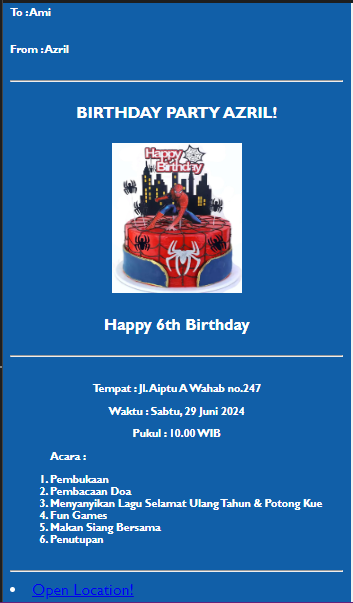 To : Ami
From : Azril
BIRTHDAY PARTY AZRIL!
Happy
Birthday
Happy 6th Birthday
Tempat : Jl. Aiptu A Wahab no.247
Waktu : Sabtu, 29 Juni 2024
Pukul : 10.00 WIB
Acara :
1. Pembukaan
2. Pembacaan Doa
3. Menyanyikan Lagu Selamat Ulang Tahun & Potong Kue
4. Fun Games
5. Makan Siang Bersama
6. Penutupan
• Open Location!